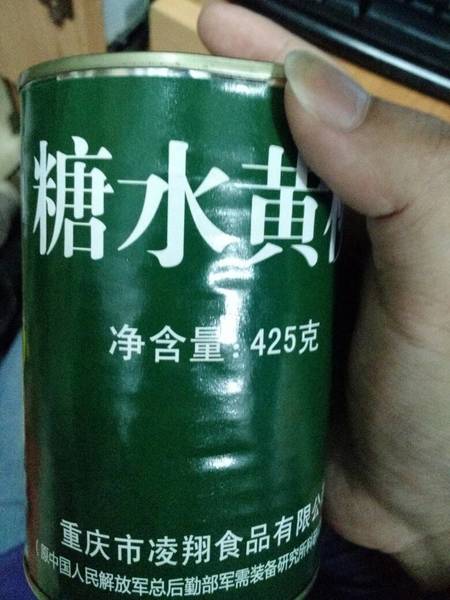 糖水黄
净含量：425克
重庆市凌翔食品有限公
（原中国人民解放军总后勤部军需装备研究所